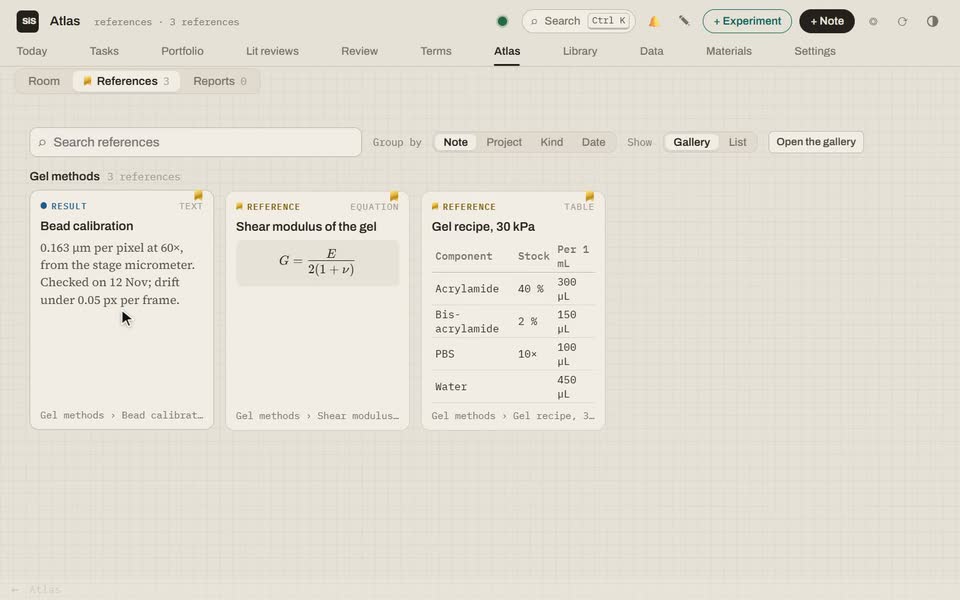 SiS Atlas references · 3 references Search Ctrl K + Experiment + Note
Today Tasks Portfolio Lit reviews Review Terms Atlas Library Data Materials Settings
Room References 3 Reports 0
Search references Group by Note Project Kind Date Show Gallery List Open the gallery
Gel methods 3 references
RESULT TEXT
Bead calibration
0.163 µm per pixel at 60×,
from the stage micrometer.
Checked on 12 Nov; drift
under 0.05 px per frame.
Gel methods › Bead calibrat…
REFERENCE EQUATION
Shear modulus of the gel
G = E / 2(1 + ν)
Gel methods › Shear modulus…
REFERENCE TABLE
Gel recipe, 30 kPa
Component Stock Per 1 mL
Acrylamide 40 % 300 µL
Bis-acrylamide 2 % 150 µL
PBS 10× 100 µL
Water 450 µL
Gel methods › Gel recipe, 3…
← Atlas